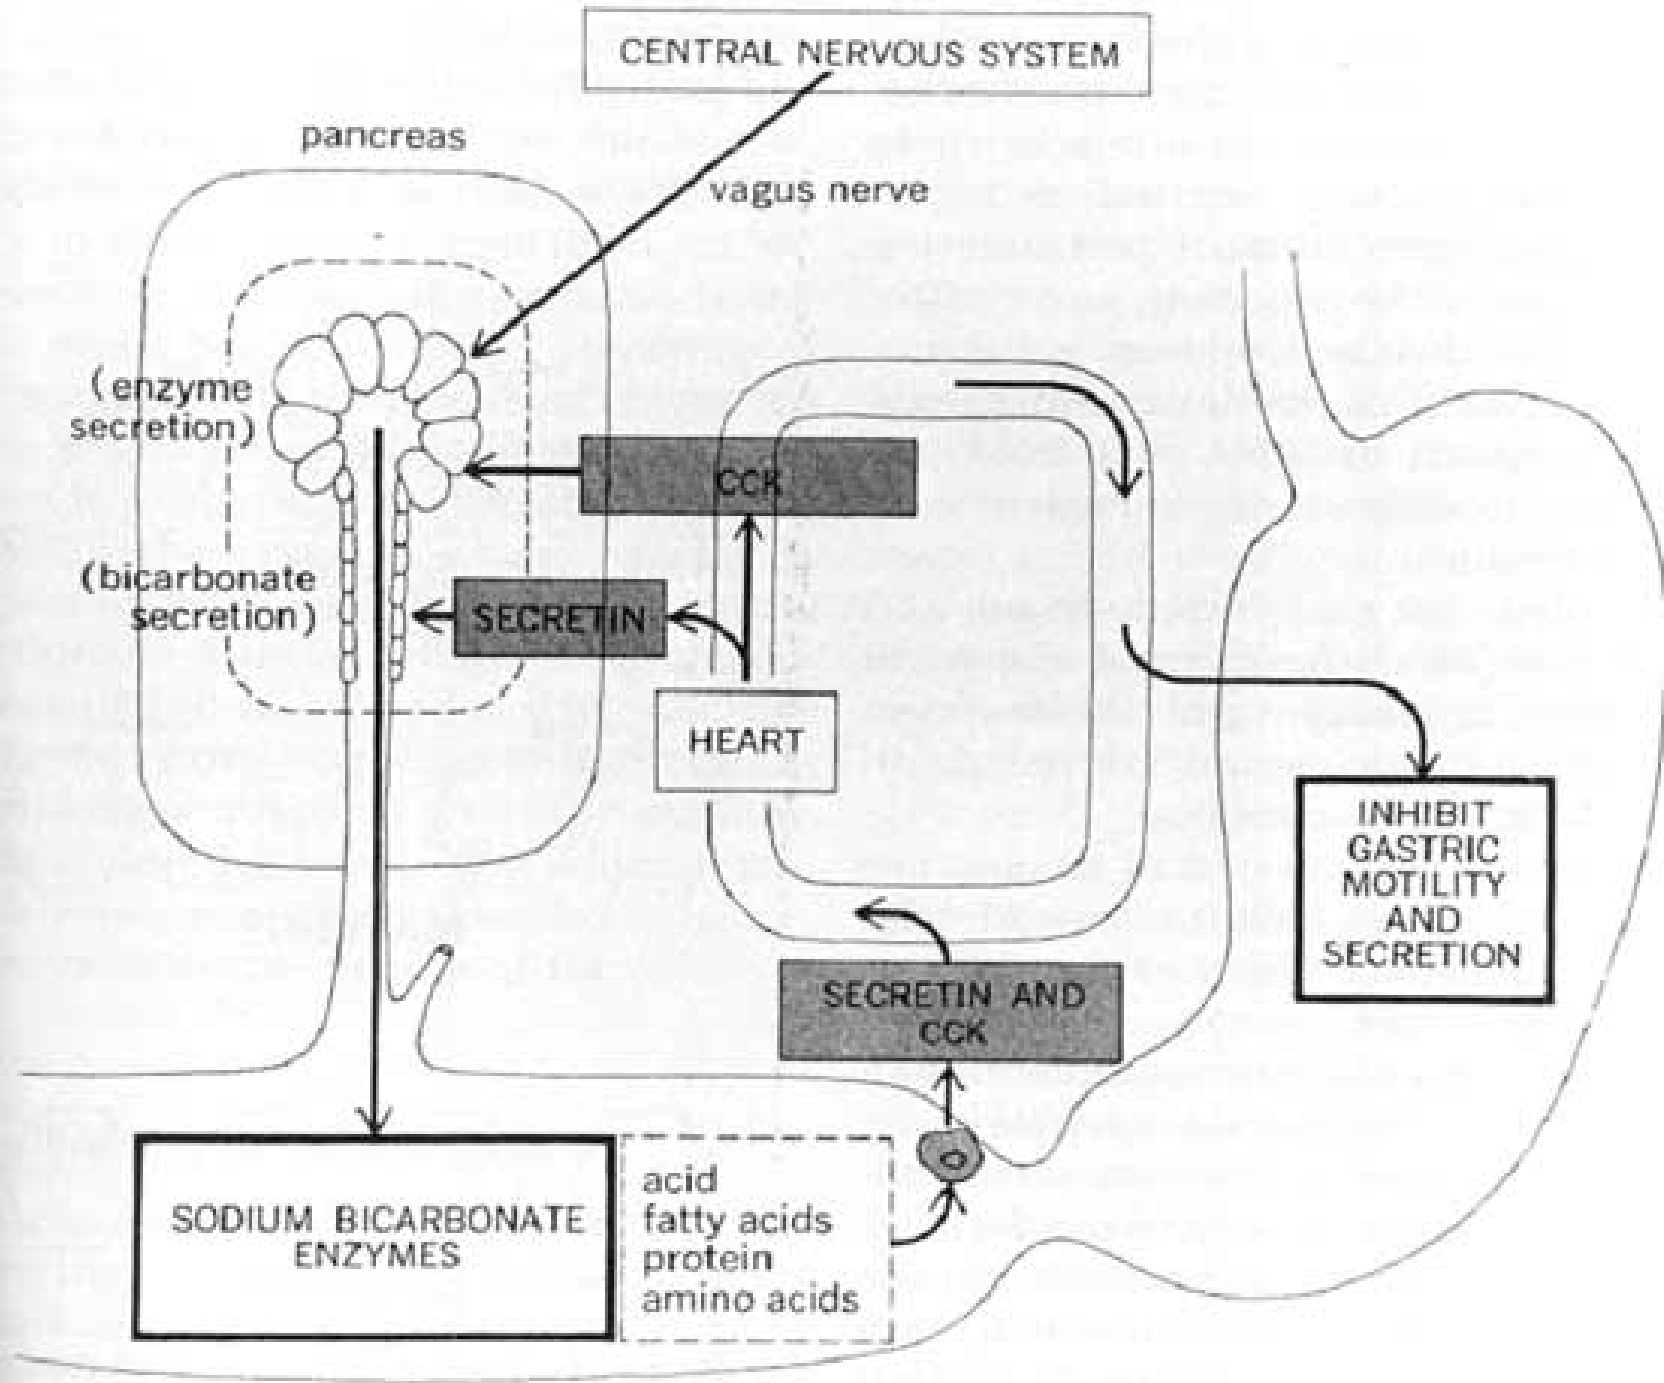 CENTRAL NERVOUS SYSTEM
pancreas
vagus nerve
(enzyme
secretion)
CCK
(bicarbonate
secretion)
SECRETIN
HEART
INHIBIT
GASTRIC
MOTILITY
AND
SECRETION
SECRETIN AND
CCK
SODIUM BICARBONATE
ENZYMES
acid
fatty acids
protein
amino acids